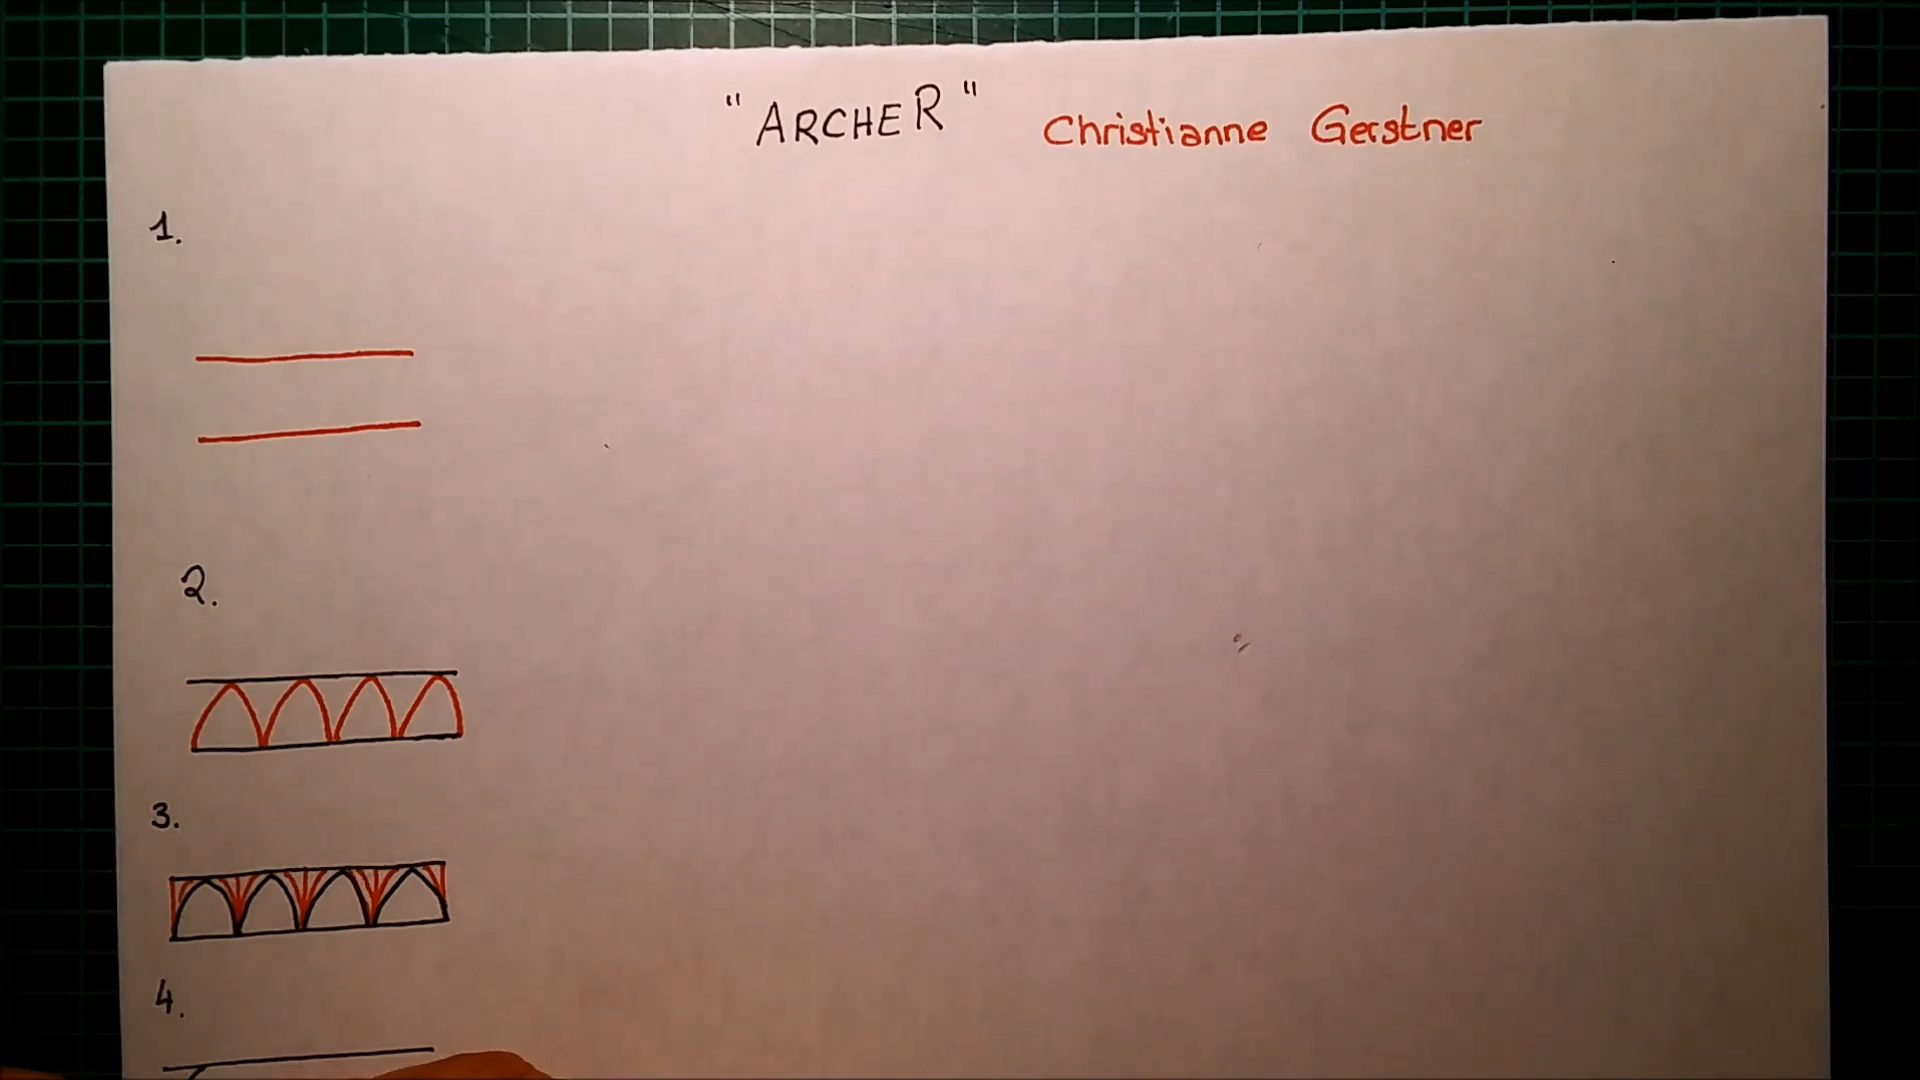 "ARCHER" Christianne Gerstner
1.
2.
3.
4.